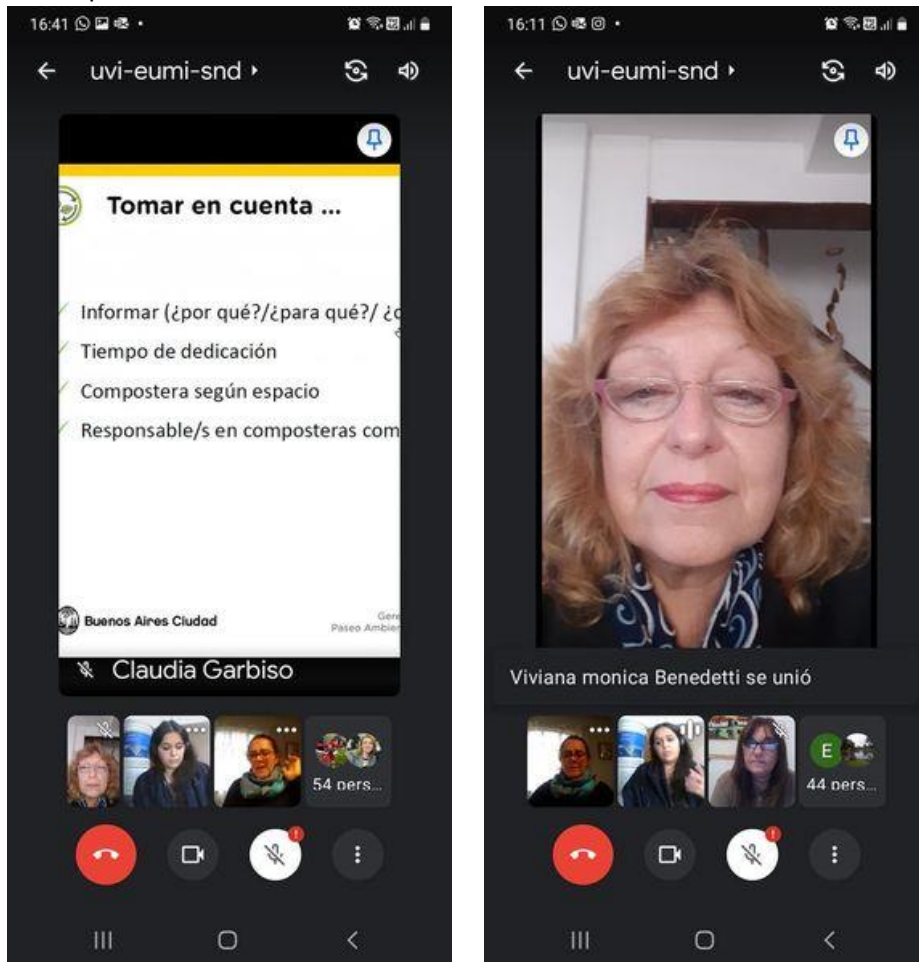 16:41
uvi-eumi-snd
Tomar en cuenta ...
Informar (¿por qué?/¿para qué?/ ¿c
Tiempo de dedicación
Compostera según espacio
Responsable/s en composteras com
Buenos Aires Ciudad
Gere
Paseo Ambien
Claudia Garbiso
54 pers...
16:11
uvi-eumi-snd
Viviana monica Benedetti se unió
E
44 pers...